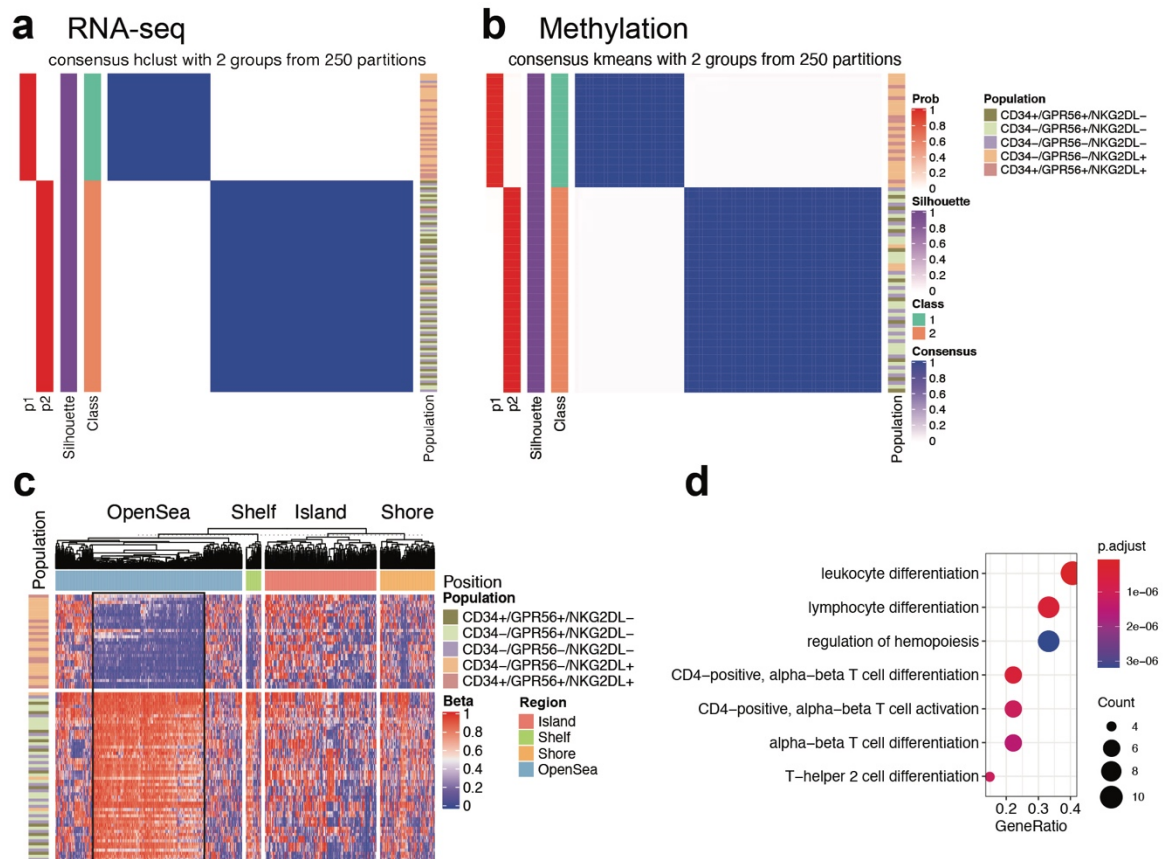 a RNA-seq
consensus hclust with 2 groups from 250 partitions
p1
p2
Silhouette
Class
Population
b Methylation
consensus kmeans with 2 groups from 250 partitions
p1
p2
Silhouette
Class
Population
Prob
1
0.8
0.6
0.4
0.2
0
Silhouette
1
0.8
0.6
0.4
0.2
0
Class
1
2
Consensus
1
0.8
0.6
0.4
0.2
0
Population
CD34+/GPR56+/NKG2DL−
CD34−/GPR56+/NKG2DL−
CD34−/GPR56−/NKG2DL−
CD34−/GPR56−/NKG2DL+
CD34+/GPR56+/NKG2DL+
c
Population
OpenSea Shelf Island Shore
Position
Population
CD34+/GPR56+/NKG2DL−
CD34−/GPR56+/NKG2DL−
CD34−/GPR56−/NKG2DL−
CD34−/GPR56−/NKG2DL+
CD34+/GPR56+/NKG2DL+
Beta
1
0.8
0.6
0.4
0.2
0
Region
Island
Shelf
Shore
OpenSea
d
leukocyte differentiation
lymphocyte differentiation
regulation of hemopoiesis
CD4−positive, alpha−beta T cell differentiation
CD4−positive, alpha−beta T cell activation
alpha−beta T cell differentiation
T−helper 2 cell differentiation
0.2 0.3 0.4
GeneRatio
p.adjust
1e−06
2e−06
3e−06
Count
4
6
8
10